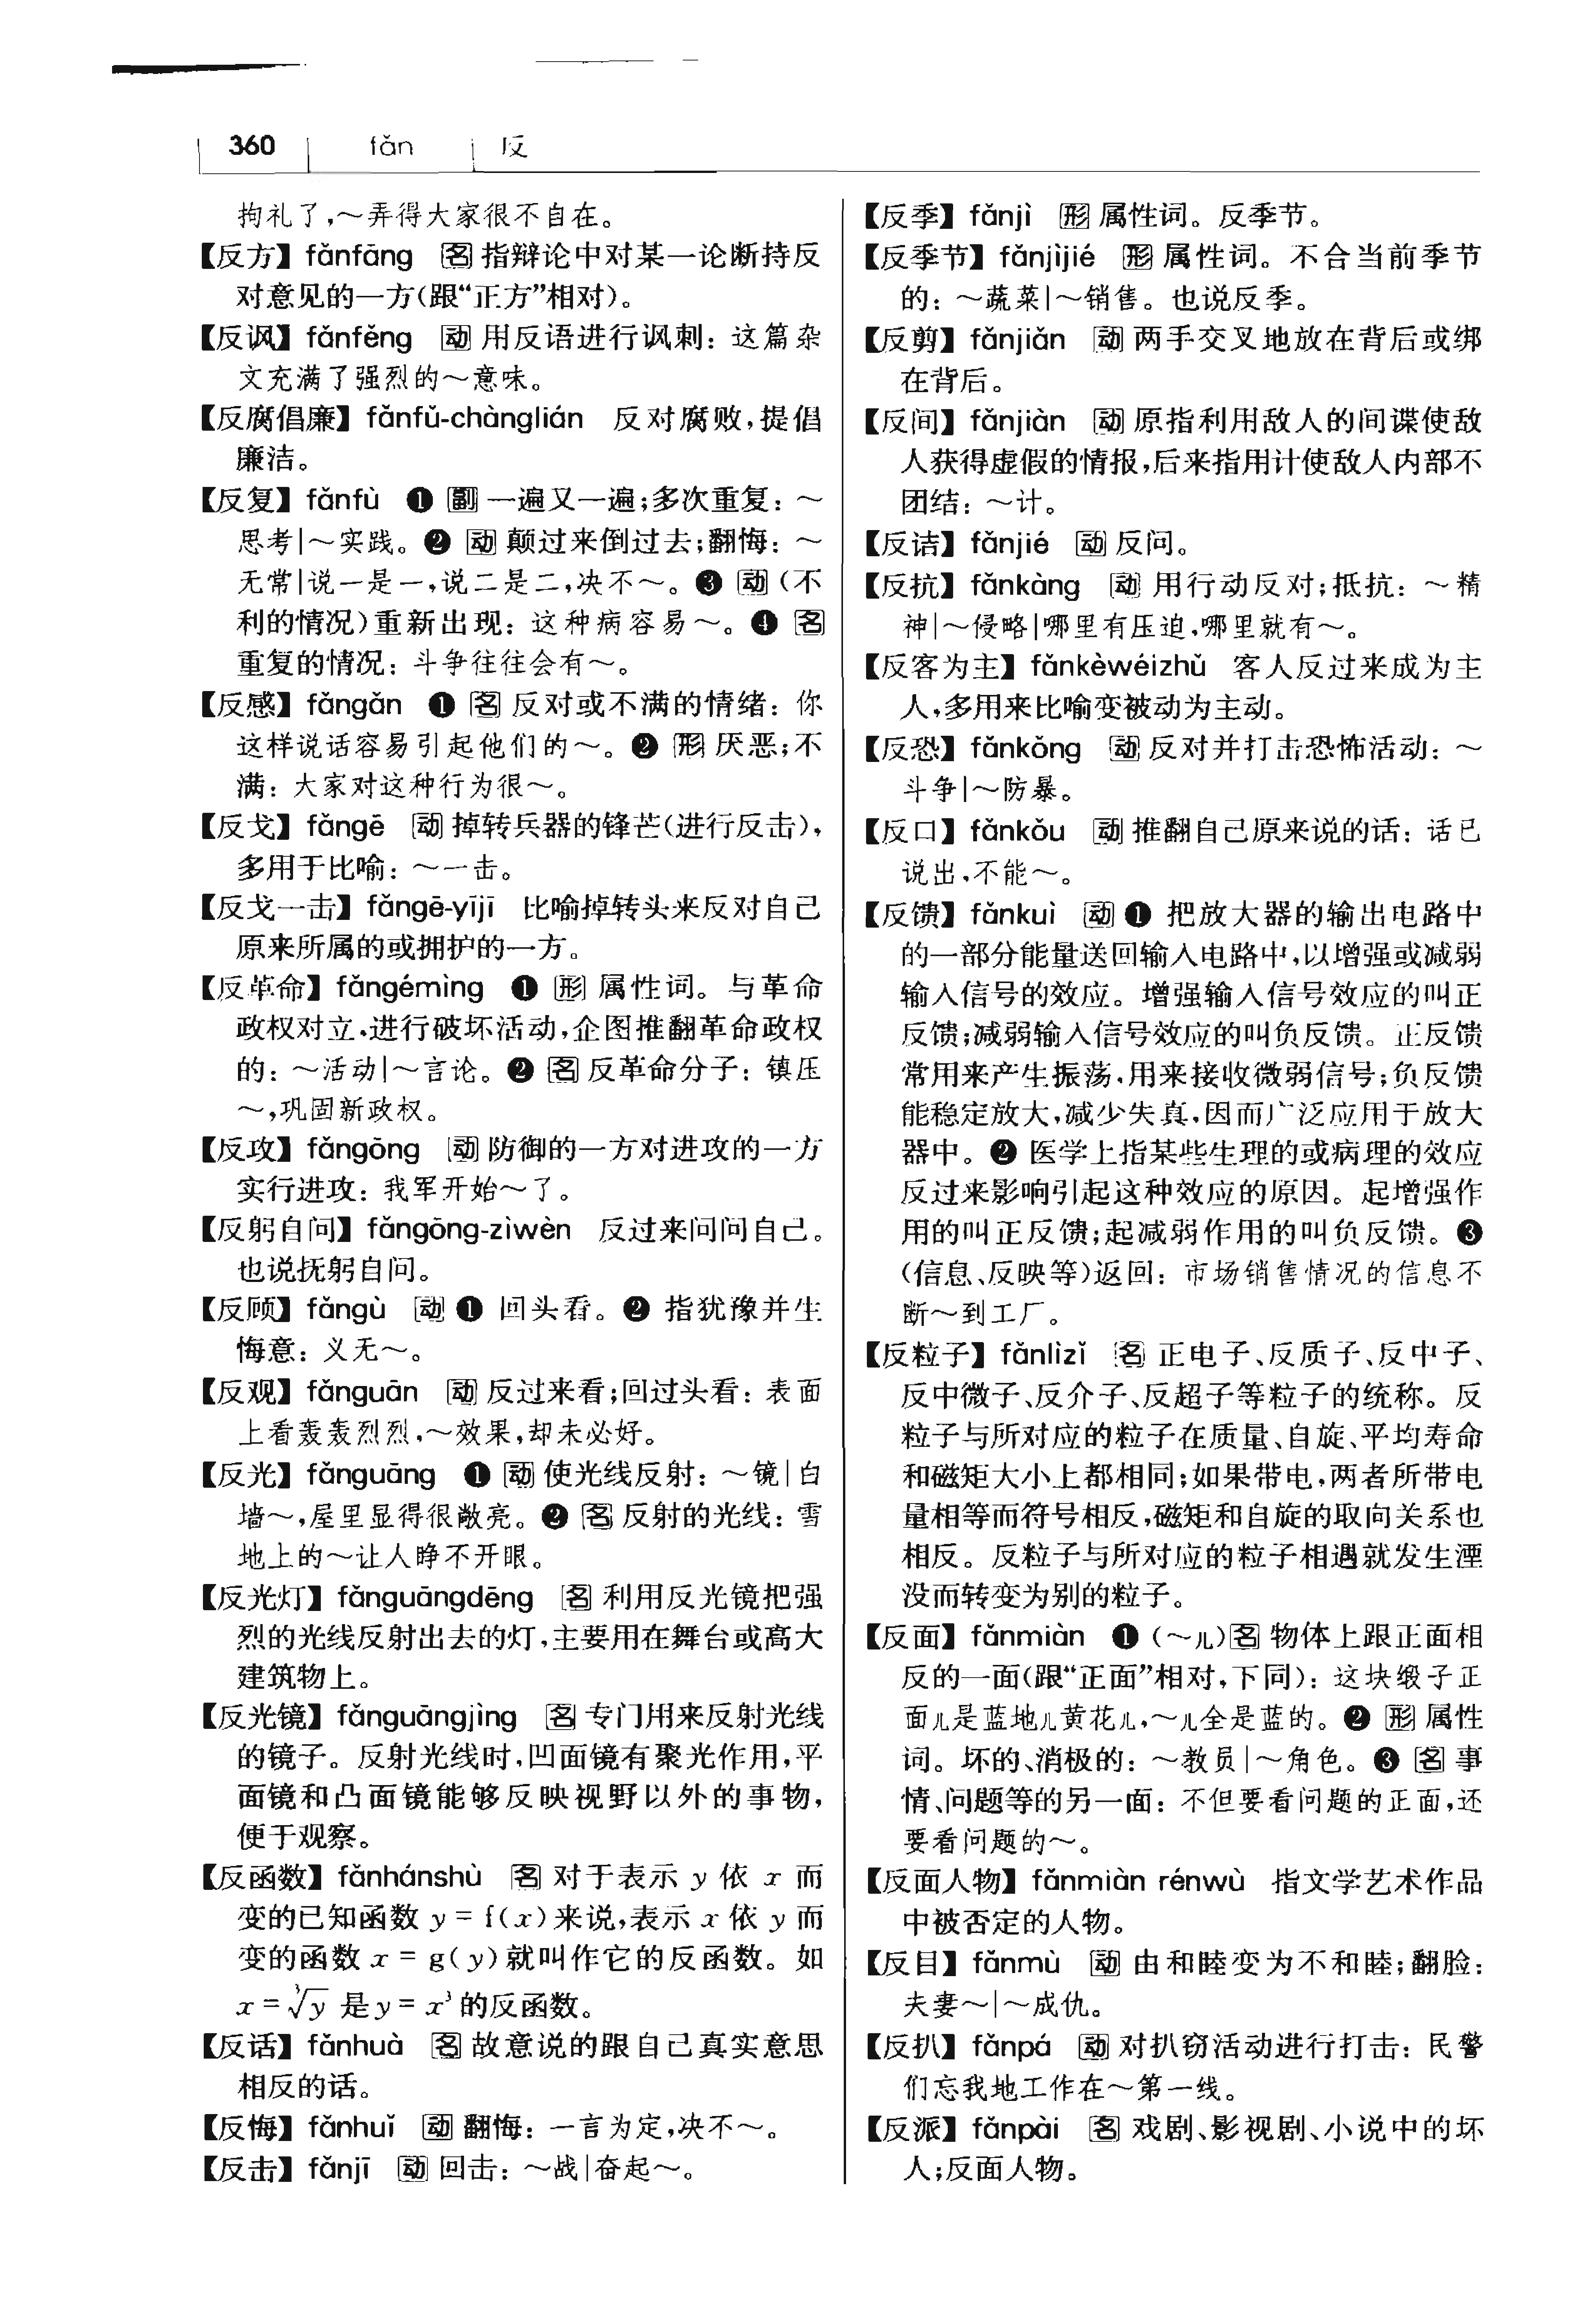 360 fǎn 反
拘礼了，～弄得大家很不自在。
【反方】fǎnfāng 名 指辩论中对某一论断持反
对意见的一方（跟“正方”相对）。
【反讽】fǎnfěng 动 用反语进行讽刺：这篇杂
文充满了强烈的～意味。
【反腐倡廉】fǎnfǔ-chànglián 反对腐败，提倡
廉洁。
【反复】fǎnfù ❶ 副 一遍又一遍；多次重复：～
思考|～实践。❷ 动 颠过来倒过去；翻悔：～
无常|说一是一，说二是二，决不～。❸ 动（不
利的情况）重新出现：这种病容易～。❹ 名
重复的情况：斗争往往会有～。
【反感】fǎngǎn ❶ 名 反对或不满的情绪：你
这样说话容易引起他们的～。❷ 形 厌恶；不
满：大家对这种行为很～。
【反戈】fǎngē 动 掉转兵器的锋芒（进行反击），
多用于比喻：～一击。
【反戈一击】fǎngē-yījī 比喻掉转头来反对自己
原来所属的或拥护的一方。
【反革命】fǎngémìng ❶ 形 属性词。与革命
政权对立，进行破坏活动，企图推翻革命政权
的：～活动|～言论。❷ 名 反革命分子：镇压
～，巩固新政权。
【反攻】fǎngōng 动 防御的一方对进攻的一方
实行进攻：我军开始～了。
【反躬自问】fǎngōng-zìwèn 反过来问问自己。
也说抚躬自问。
【反顾】fǎngù 动 ❶ 回头看。❷ 指犹豫并生
悔意：义无～。
【反观】fǎnguān 动 反过来看；回过头看：表面
上看轰轰烈烈，～效果，却未必好。
【反光】fǎnguāng ❶ 动 使光线反射：～镜|白
墙～，屋里显得很敞亮。❷ 名 反射的光线：雪
地上的～让人睁不开眼。
【反光灯】fǎnguāngdēng 名 利用反光镜把强
烈的光线反射出去的灯，主要用在舞台或高大
建筑物上。
【反光镜】fǎnguāngjìng 名 专门用来反射光线
的镜子。反射光线时，凹面镜有聚光作用，平
面镜和凸面镜能够反映视野以外的事物，
便于观察。
【反函数】fǎnhánshù 名 对于表示 y 依 x 而
变的已知函数 y = f(x)来说，表示 x 依 y 而
变的函数 x = g(y)就叫作它的反函数。如
x = ∛y 是 y = x³ 的反函数。
【反话】fǎnhuà 名 故意说的跟自己真实意思
相反的话。
【反悔】fǎnhuǐ 动 翻悔：一言为定，决不～。
【反击】fǎnjī 动 回击：～战|奋起～。
【反季】fǎnjì 形 属性词。反季节。
【反季节】fǎnjìjié 形 属性词。不合当前季节
的：～蔬菜|～销售。也说反季。
【反剪】fǎnjiǎn 动 两手交叉地放在背后或绑
在背后。
【反间】fǎnjiàn 动 原指利用敌人的间谍使敌
人获得虚假的情报，后来指用计使敌人内部不
团结：～计。
【反诘】fǎnjié 动 反问。
【反抗】fǎnkàng 动 用行动反对；抵抗：～精
神|～侵略|哪里有压迫，哪里就有～。
【反客为主】fǎnkèwéizhǔ 客人反过来成为主
人，多用来比喻变被动为主动。
【反恐】fǎnkǒng 动 反对并打击恐怖活动：～
斗争|～防暴。
【反口】fǎnkǒu 动 推翻自己原来说的话：话已
说出，不能～。
【反馈】fǎnkuì 动 ❶ 把放大器的输出电路中
的一部分能量送回输入电路中，以增强或减弱
输入信号的效应。增强输入信号效应的叫正
反馈；减弱输入信号效应的叫负反馈。正反馈
常用来产生振荡，用来接收微弱信号；负反馈
能稳定放大，减少失真，因而广泛应用于放大
器中。❷ 医学上指某些生理的或病理的效应
反过来影响引起这种效应的原因。起增强作
用的叫正反馈；起减弱作用的叫负反馈。❸
（信息、反映等）返回：市场销售情况的信息不
断～到工厂。
【反粒子】fǎnlìzǐ 名 正电子、反质子、反中子、
反中微子、反介子、反超子等粒子的统称。反
粒子与所对应的粒子在质量、自旋、平均寿命
和磁矩大小上都相同；如果带电，两者所带电
量相等而符号相反，磁矩和自旋的取向关系也
相反。反粒子与所对应的粒子相遇就发生湮
没而转变为别的粒子。
【反面】fǎnmiàn ❶（～儿）名 物体上跟正面相
反的一面（跟“正面”相对，下同）：这块缎子正
面儿是蓝地儿黄花儿，～儿全是蓝的。❷ 形 属性
词。坏的、消极的：～教员|～角色。❸ 名 事
情、问题等的另一面：不但要看问题的正面，还
要看问题的～。
【反面人物】fǎnmiàn rénwù 指文学艺术作品
中被否定的人物。
【反目】fǎnmù 动 由和睦变为不和睦；翻脸：
夫妻～|～成仇。
【反扒】fǎnpá 动 对扒窃活动进行打击：民警
们忘我地工作在～第一线。
【反派】fǎnpài 名 戏剧、影视剧、小说中的坏
人；反面人物。